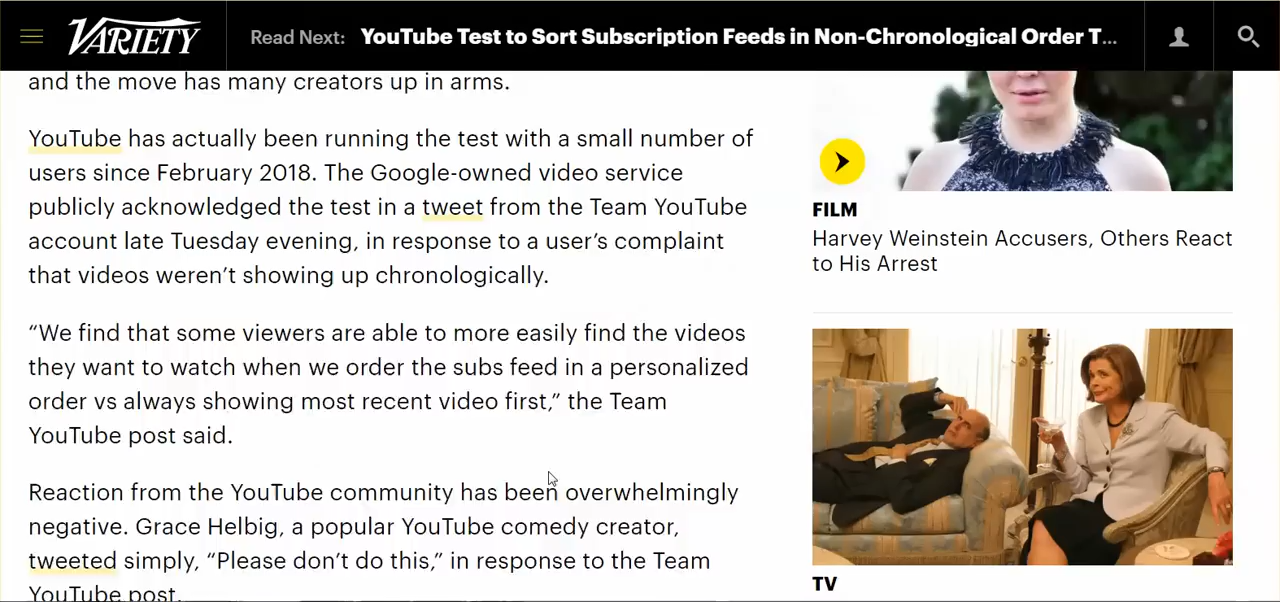 VARIETY
Read Next: YouTube Test to Sort Subscription Feeds in Non-Chronological Order T...
and the move has many creators up in arms.
YouTube has actually been running the test with a small number of
users since February 2018. The Google-owned video service
publicly acknowledged the test in a tweet from the Team YouTube
account late Tuesday evening, in response to a user’s complaint
that videos weren’t showing up chronologically.
“We find that some viewers are able to more easily find the videos
they want to watch when we order the subs feed in a personalized
order vs always showing most recent video first,” the Team
YouTube post said.
Reaction from the YouTube community has been overwhelmingly
negative. Grace Helbig, a popular YouTube comedy creator,
tweeted simply, “Please don’t do this,” in response to the Team
YouTube post.
FILM
Harvey Weinstein Accusers, Others React
to His Arrest
TV